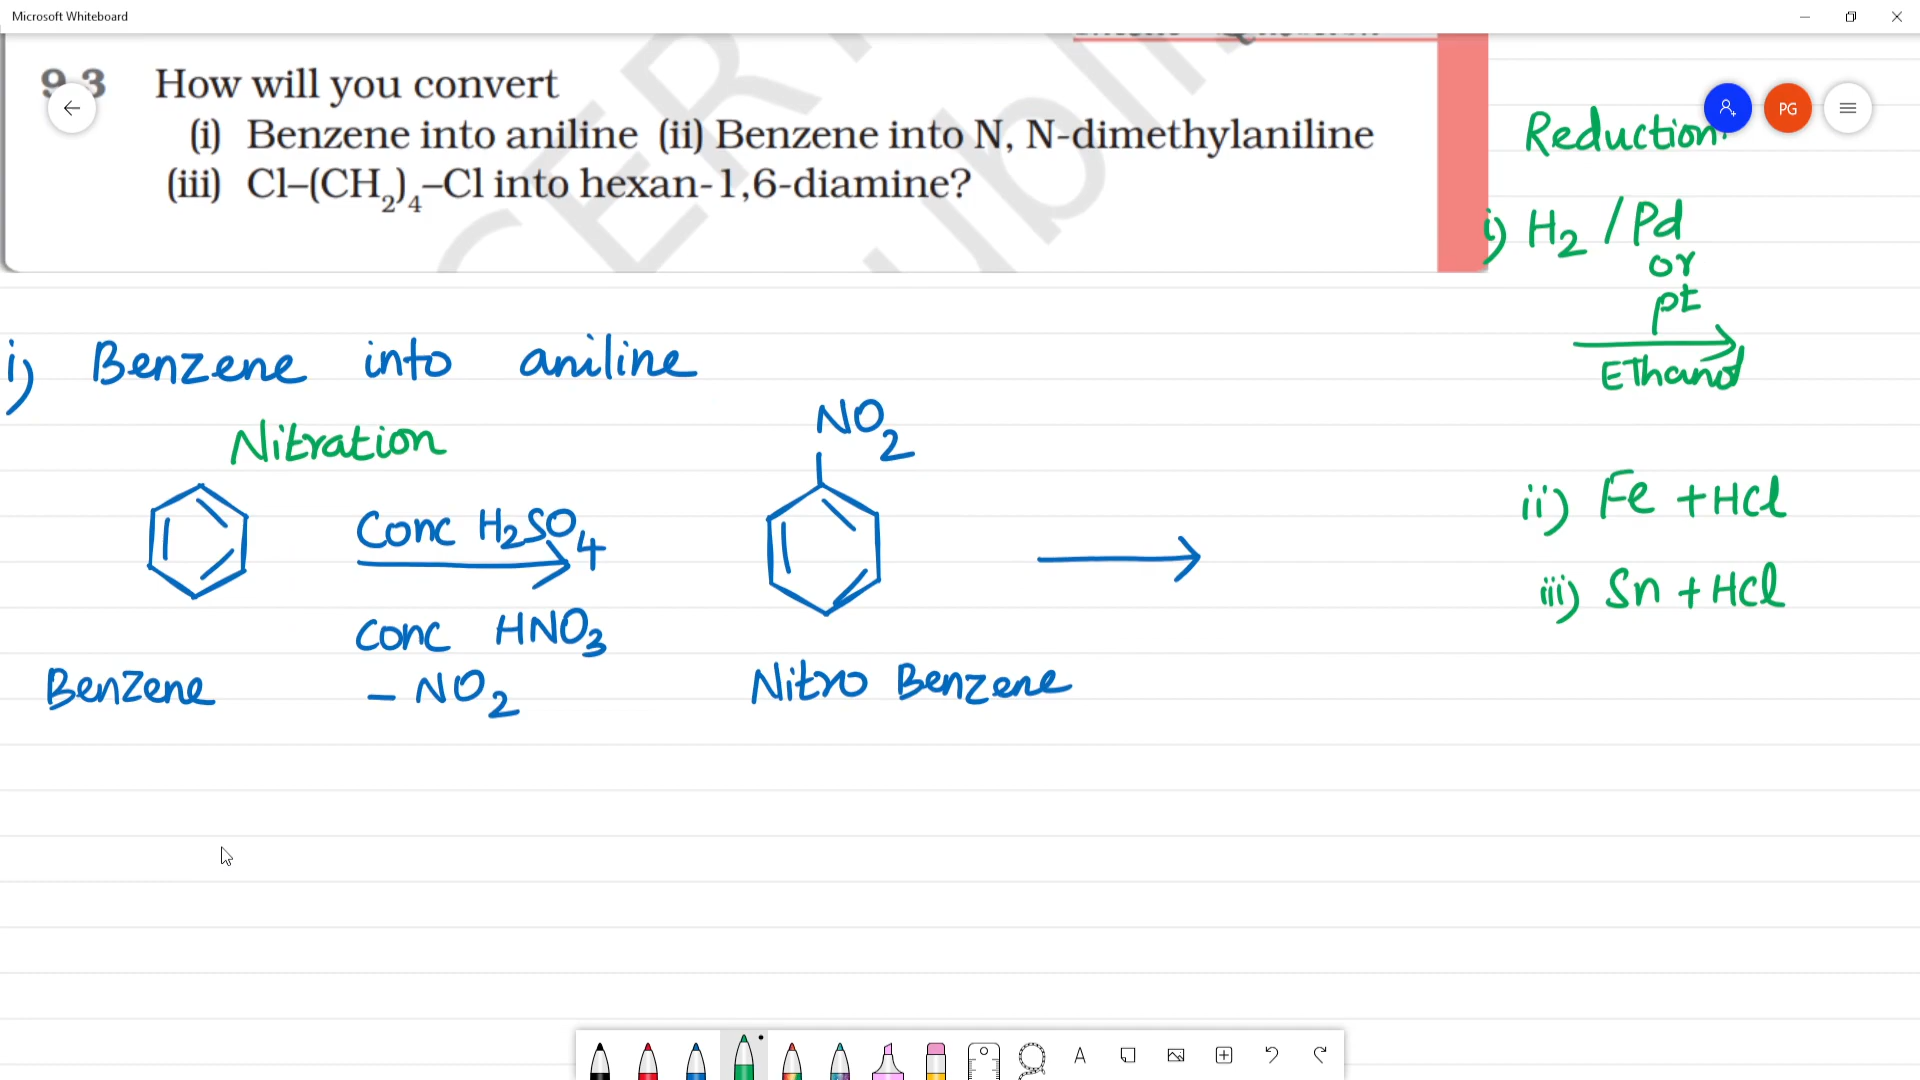 Microsoft Whiteboard
9.3 How will you convert
(i) Benzene into aniline (ii) Benzene into N, N-dimethylaniline
(iii) Cl–(CH₂)₄–Cl into hexan-1,6-diamine?
PG
Reduction:
i) H₂ / Pd
or
pt
Ethanol
ii) Fe + HCl
iii) Sn + HCl
i) Benzene into aniline
Nitration
Conc H₂SO₄
Conc HNO₃
Benzene
– NO₂
NO₂
Nitro Benzene
A